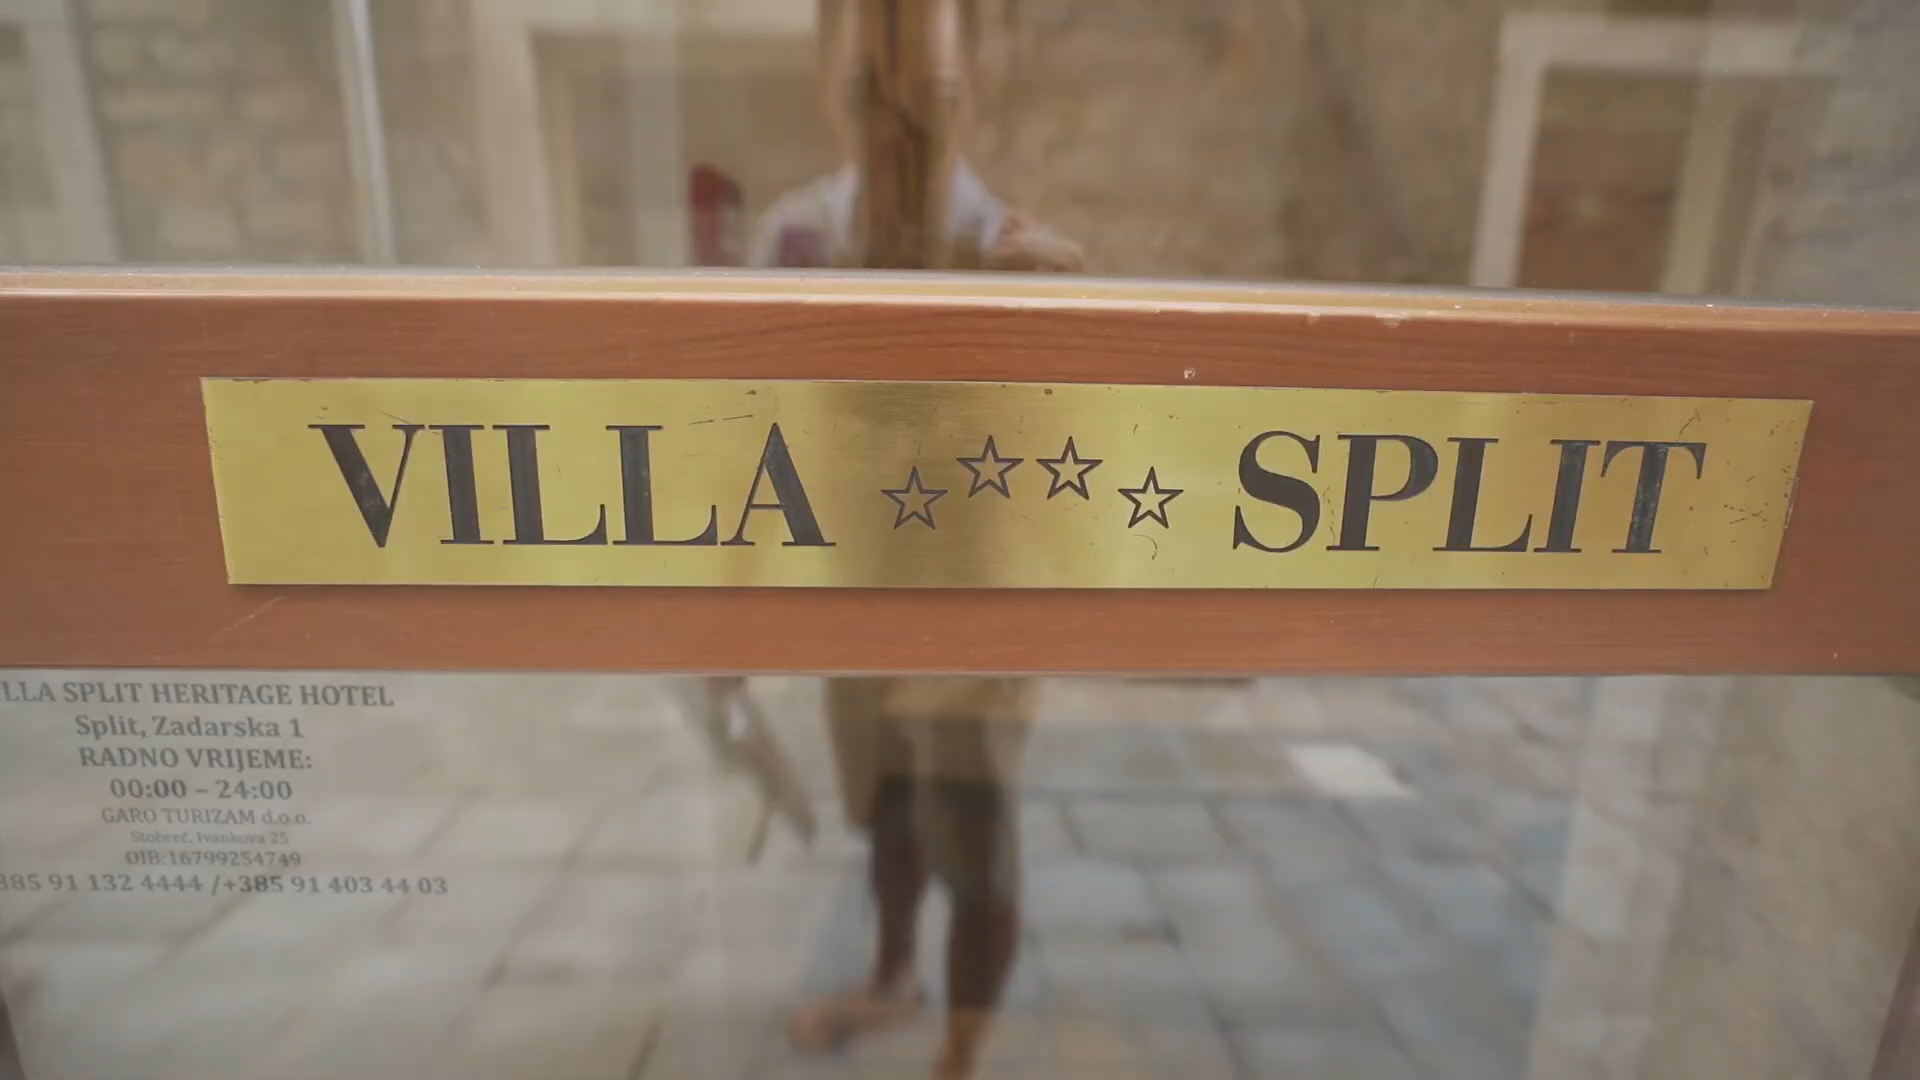 VILLA ☆☆☆☆ SPLIT
LLA SPLIT HERITAGE HOTEL
Split, Zadarska 1
RADNO VRIJEME:
00:00 – 24:00
GARO TURIZAM d.o.o.
Stobreč, Ivankova 25
OIB:16799254749
385 91 132 4444 /+385 91 403 44 03